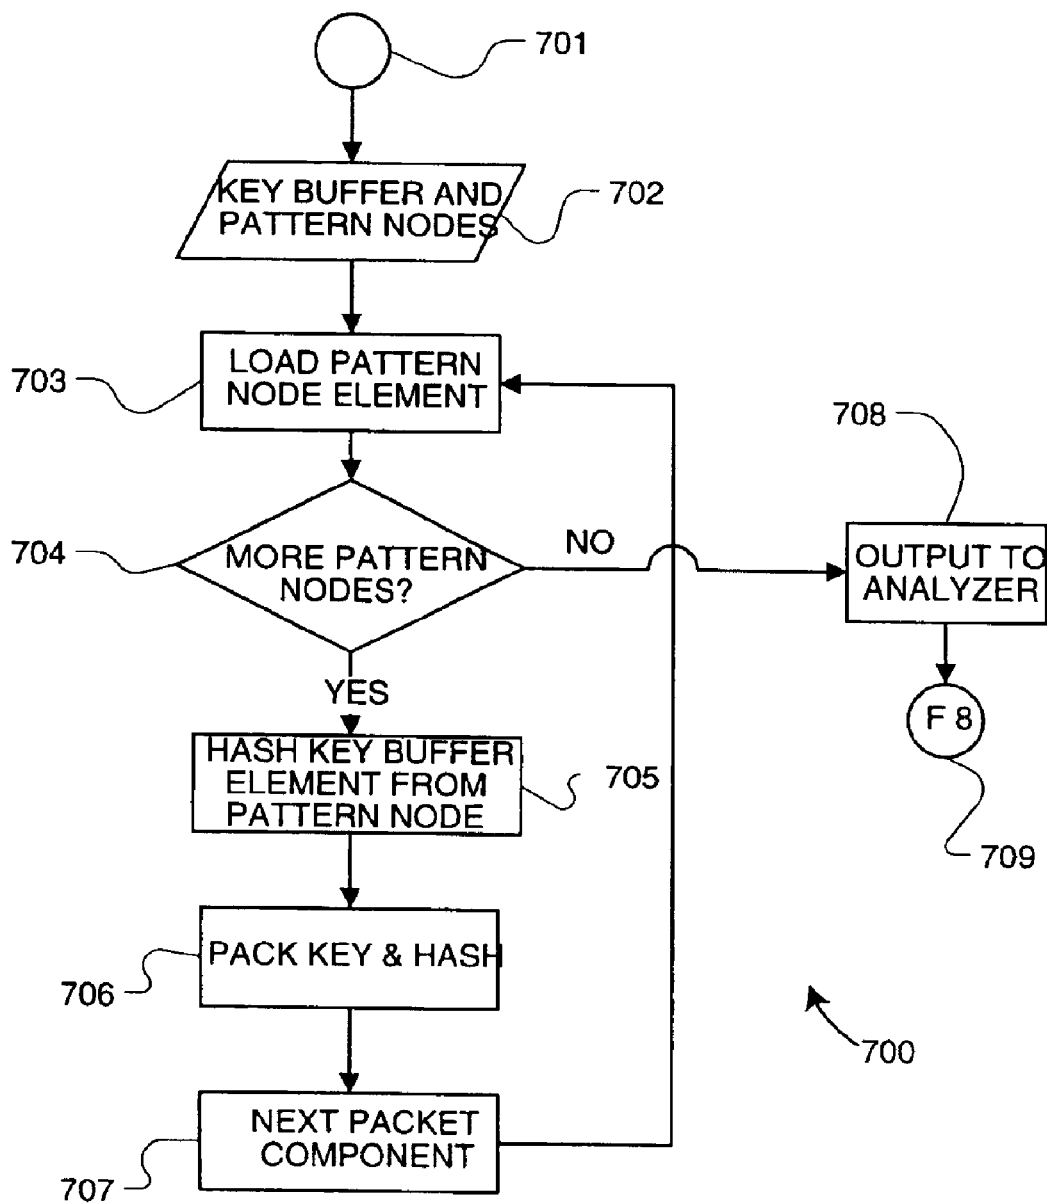 701
KEY BUFFER AND
PATTERN NODES
702
LOAD PATTERN
NODE ELEMENT
703
708
704
MORE PATTERN
NODES?
NO
OUTPUT TO
ANALYZER
YES
F 8
HASH KEY BUFFER
ELEMENT FROM
PATTERN NODE
705
709
PACK KEY & HASH
706
700
NEXT PACKET
COMPONENT
707